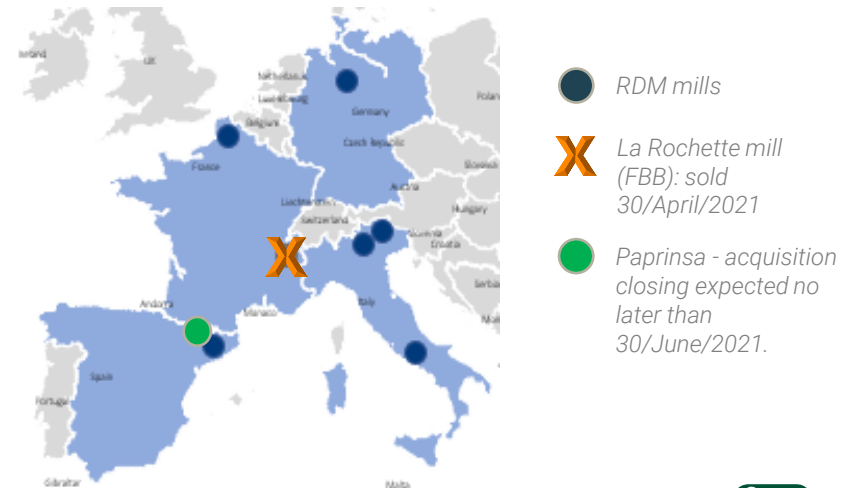 Ireland
UK
Netherlands
Poland
Luxembourg
Germany
Belgium
Czech Republic
Slovenia
France
Austria
Liechtenstein
Hungary
Switzerland
Slovenia
Croatia
Serbia
Andorra
Monaco
Italy
Spain
Portugal
Gibraltar
Malta
RDM mills
La Rochette mill
(FBB): sold
30/April/2021
Paprinsa - acquisition
closing expected no
later than
30/June/2021.